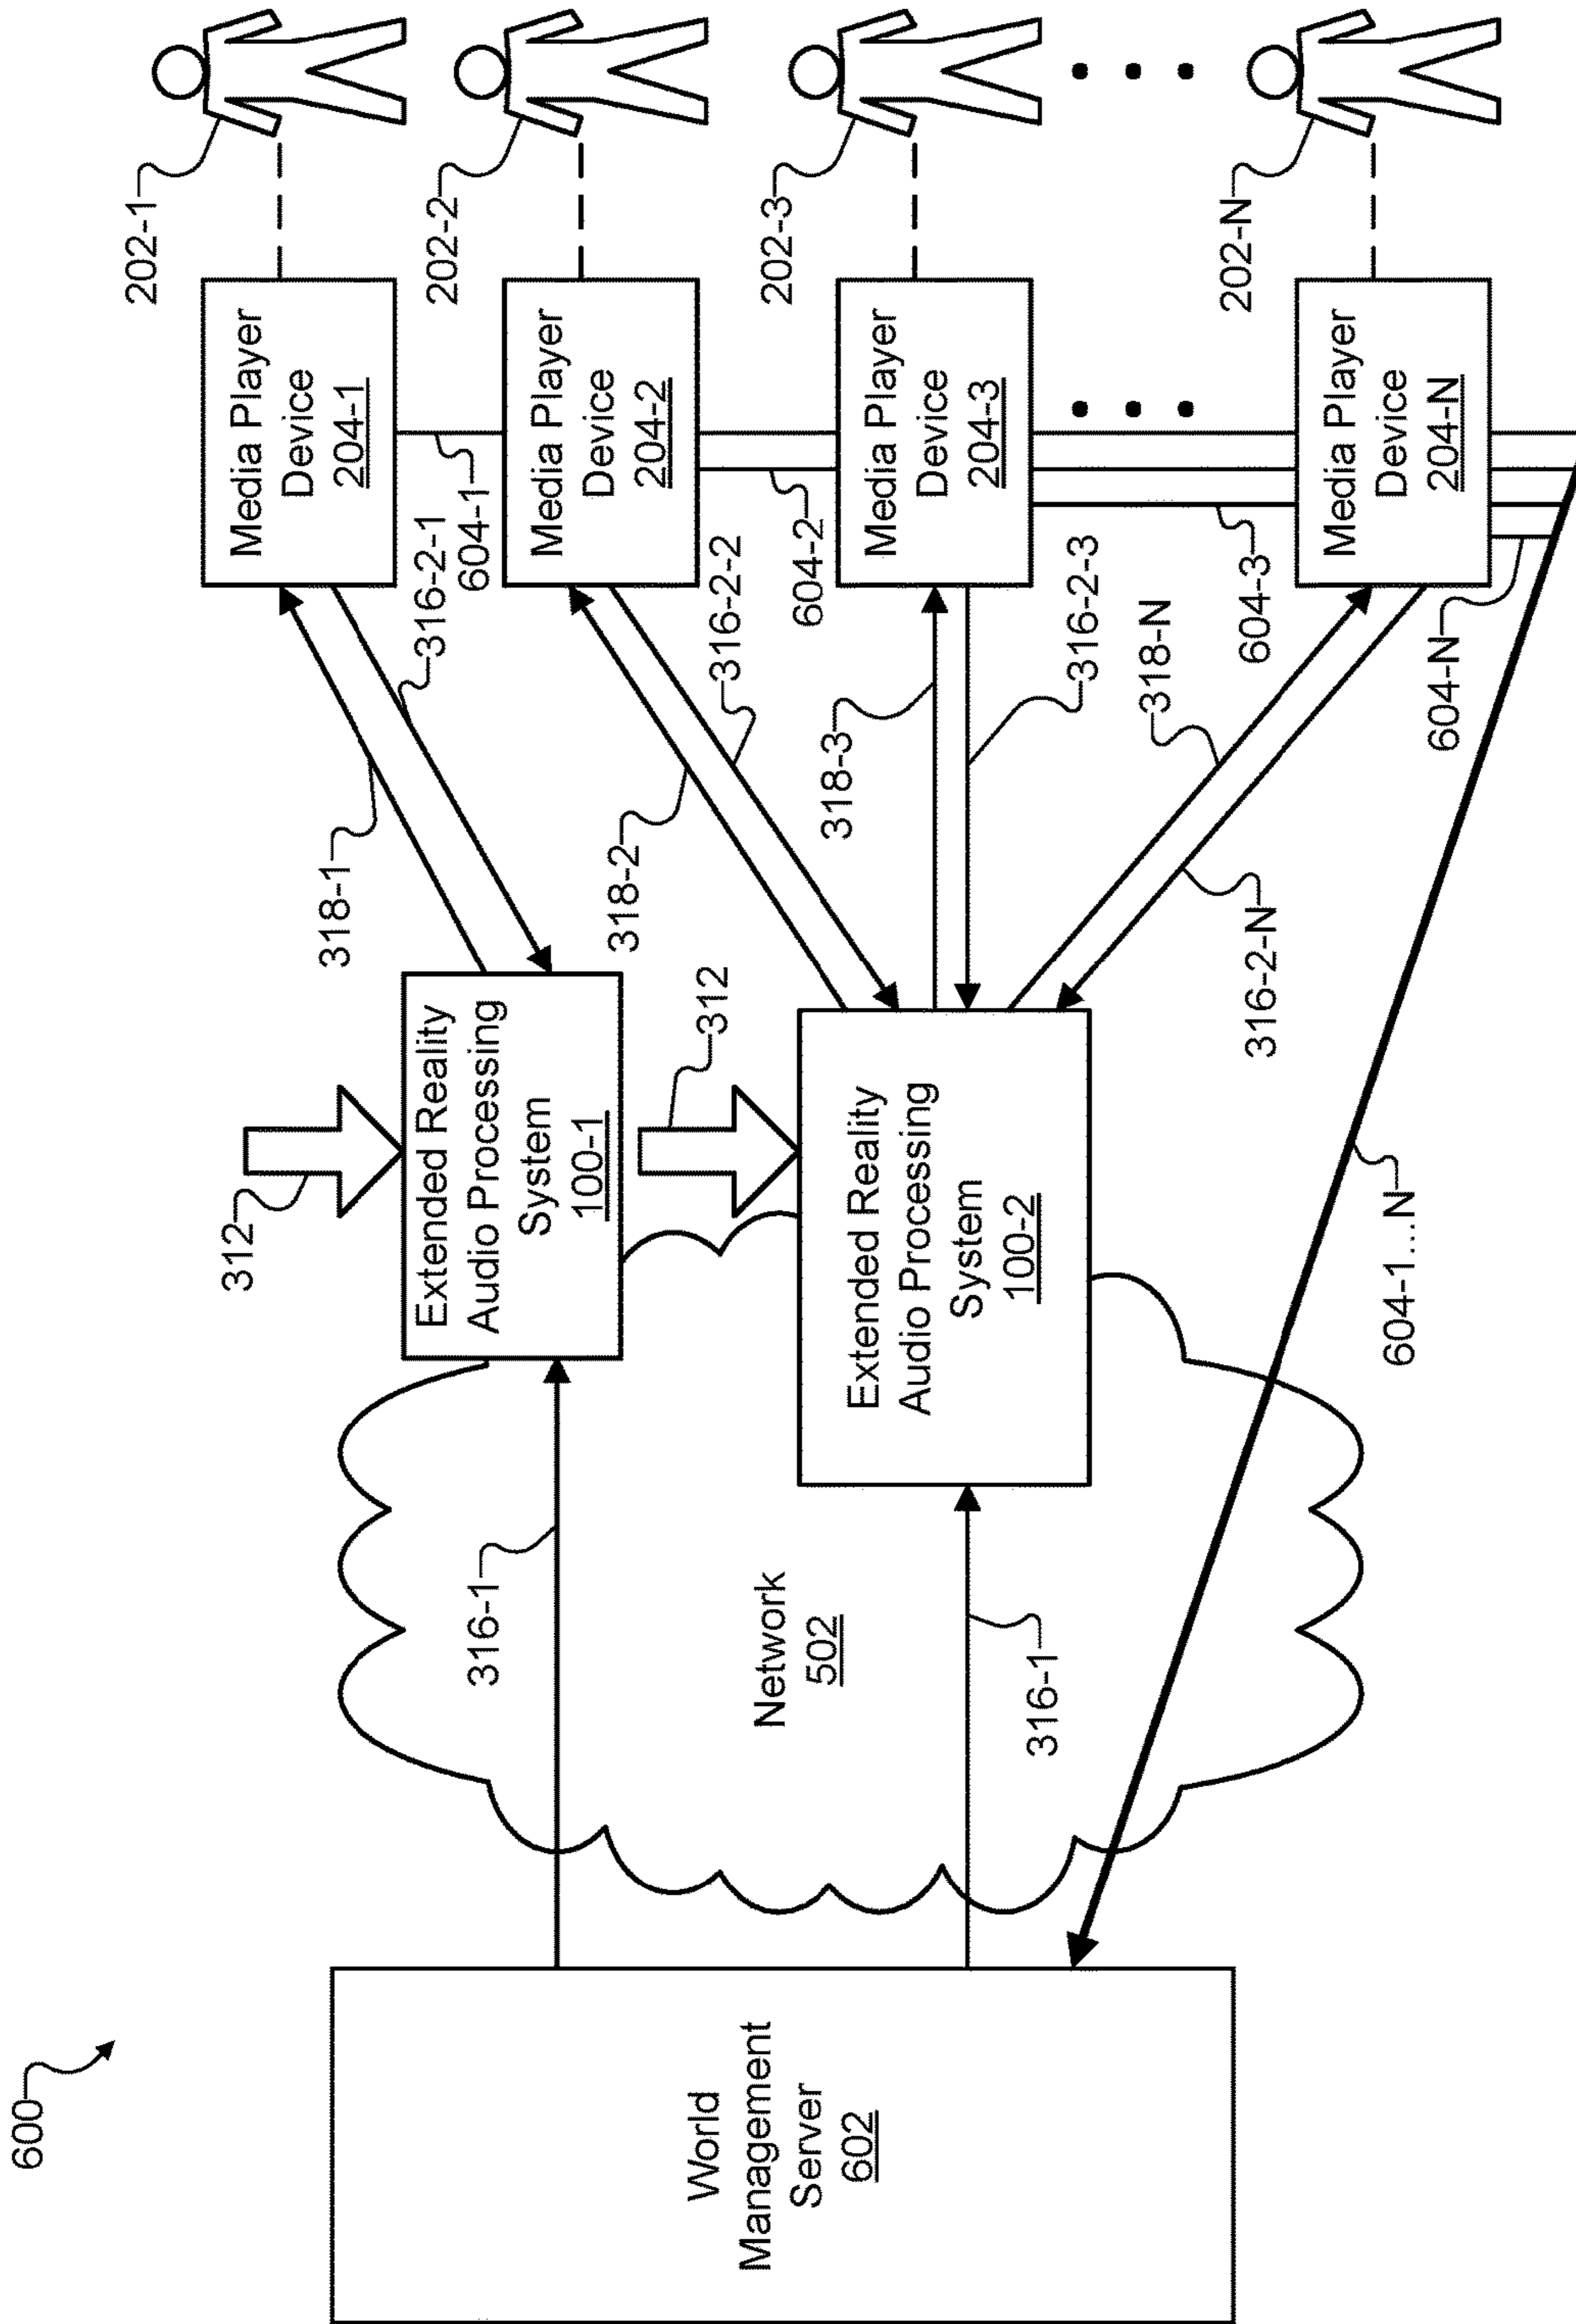 600
World
Management
Server
602
Network
502
316-1
316-1
312
312
Extended Reality
Audio Processing
System
100-1
Extended Reality
Audio Processing
System
100-2
318-1
316-2-1
318-2
316-2-2
318-3
316-2-3
318-N
316-2-N
604-1
604-2
604-3
604-N
604-1...N
Media Player
Device
204-1
Media Player
Device
204-2
Media Player
Device
204-3
Media Player
Device
204-N
202-1
202-2
202-3
202-N